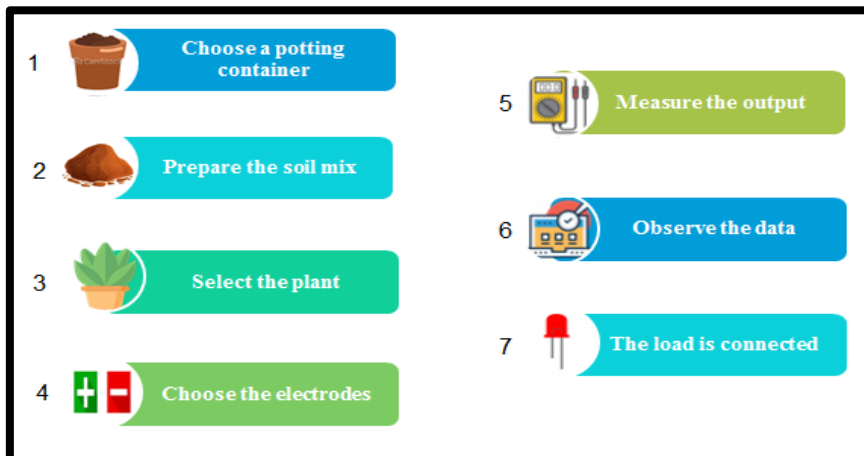 1
Choose a potting
container
2
Prepare the soil mix
3
Select the plant
4
Choose the electrodes
5
Measure the output
6
Observe the data
7
The load is connected